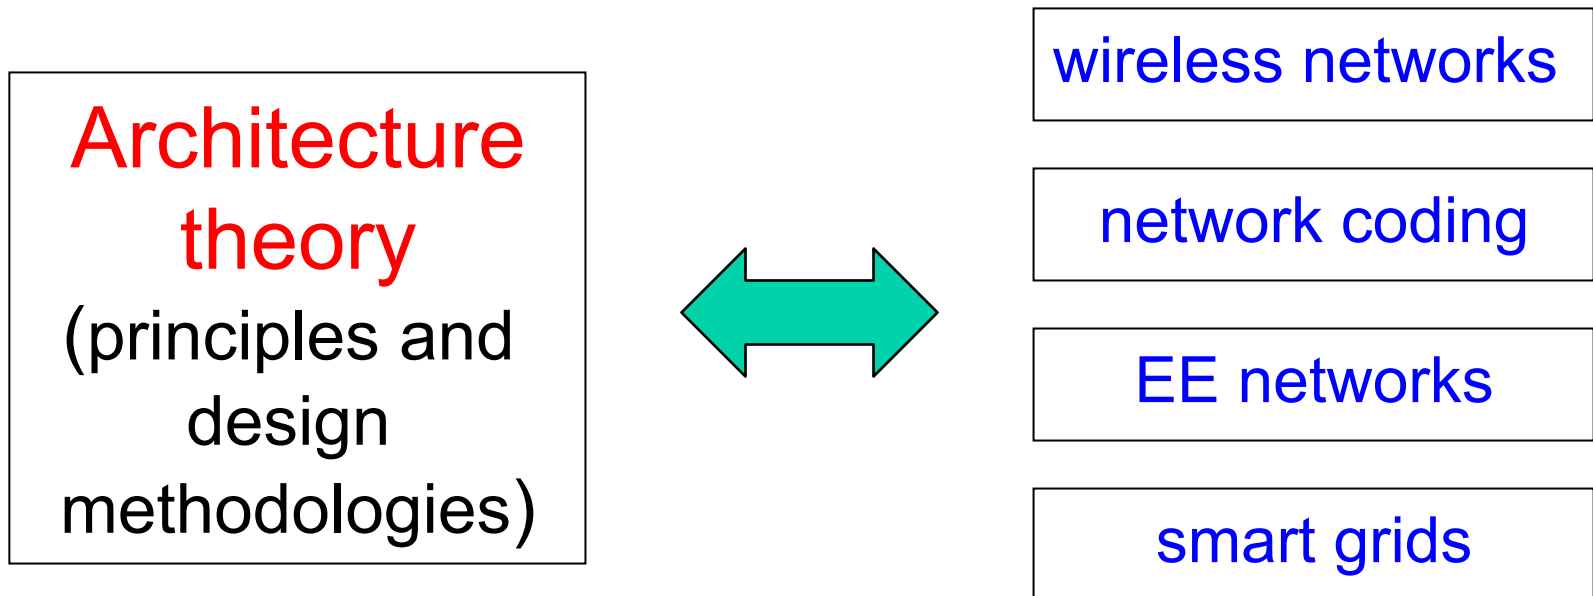 Architecture
theory
(principles and
design
methodologies)
wireless networks
network coding
EE networks
smart grids